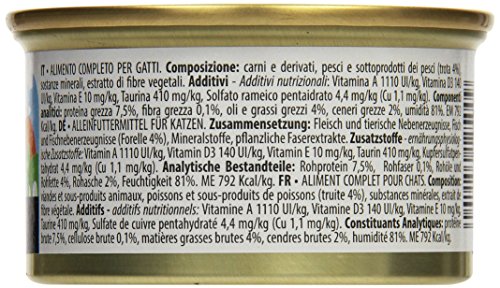 IT • ALIMENTO COMPLETO PER GATTI. Composizione: carni e derivati, pesci e sottoprodotti dei pesci (trota 4%),
sostanze minerali, estratto di fibre vegetali. Additivi - Additivi nutrizionali: Vitamina A 1110 UI/kg, Vitamina D3 140
UI/kg, Vitamina E 10 mg/kg, Taurina 410 mg/kg, Solfato rameico pentaidrato 4,4 mg/kg (Cu 1,1 mg/kg). Componenti
analitici: proteina grezza 7,5%, fibra grezza 0,1%, oli e grassi grezzi 4%, ceneri grezze 2%, umidità 81%. EM 792
Kcal/kg. DE • ALLEINFUTTERMITTEL FÜR KATZEN. Zusammensetzung: Fleisch und tierische Nebenerzeugnisse, Fisch
und Fischnebenerzeugnisse (Forelle 4%), Mineralstoffe, pflanzliche Faserextrakte. Zusatzstoffe - ernährungsphysiolo-
gische Zusatzstoffe: Vitamin A 1110 UI/kg, Vitamin D3 140 UI/kg, Vitamin E 10 mg/kg, Taurin 410 mg/kg, Kupfersulfatpen-
tahydrat 4,4 mg/kg (Cu 1,1 mg/kg). Analytische Bestandteile: Rohprotein 7,5%, Rohfaser 0,1%, Rohöle und
Rohfette 4%, Rohasche 2%, Feuchtigkeit 81%. ME 792 Kcal/kg. FR • ALIMENT COMPLET POUR CHATS. Composition:
viandes et sous-produits animaux, poissons et sous-produits de poissons (truite 4%), substances minérales, extrait de
fibre végétale. Additifs - additifs nutritionnels: Vitamine A 1110 UI/kg, Vitamine D3 140 UI/kg, Vitamine E 10 mg/kg,
Taurine 410 mg/kg, Sulfate de cuivre pentahydraté 4,4 mg/kg (Cu 1,1 mg/kg). Constituants Analytiques: protéine
brute 7,5%, cellulose brute 0,1%, matières grasses brutes 4%, cendres brutes 2%, humidité 81%. ME 792 Kcal/kg.